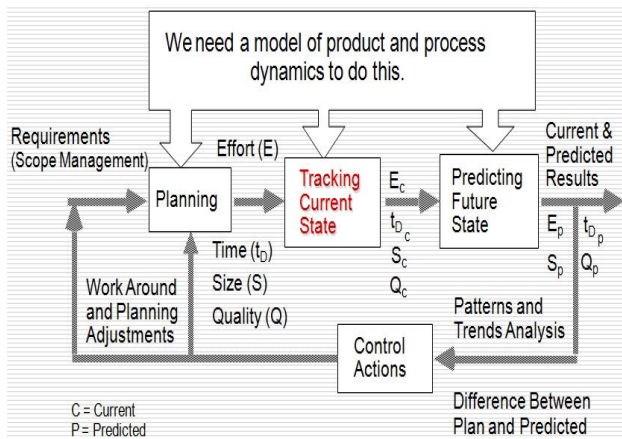 We need a model of product and process
dynamics to do this.
Requirements
(Scope Management)
Effort (E)
Current &
Predicted
Results
Planning
Tracking
Current
State
Ec
tDc
Sc
Qc
Predicting
Future
State
Ep
tDp
Sp
Qp
Time (tD)
Size (S)
Quality (Q)
Work Around
and Planning
Adjustments
Patterns and
Trends Analysis
Control
Actions
Difference Between
Plan and Predicted
C = Current
P = Predicted